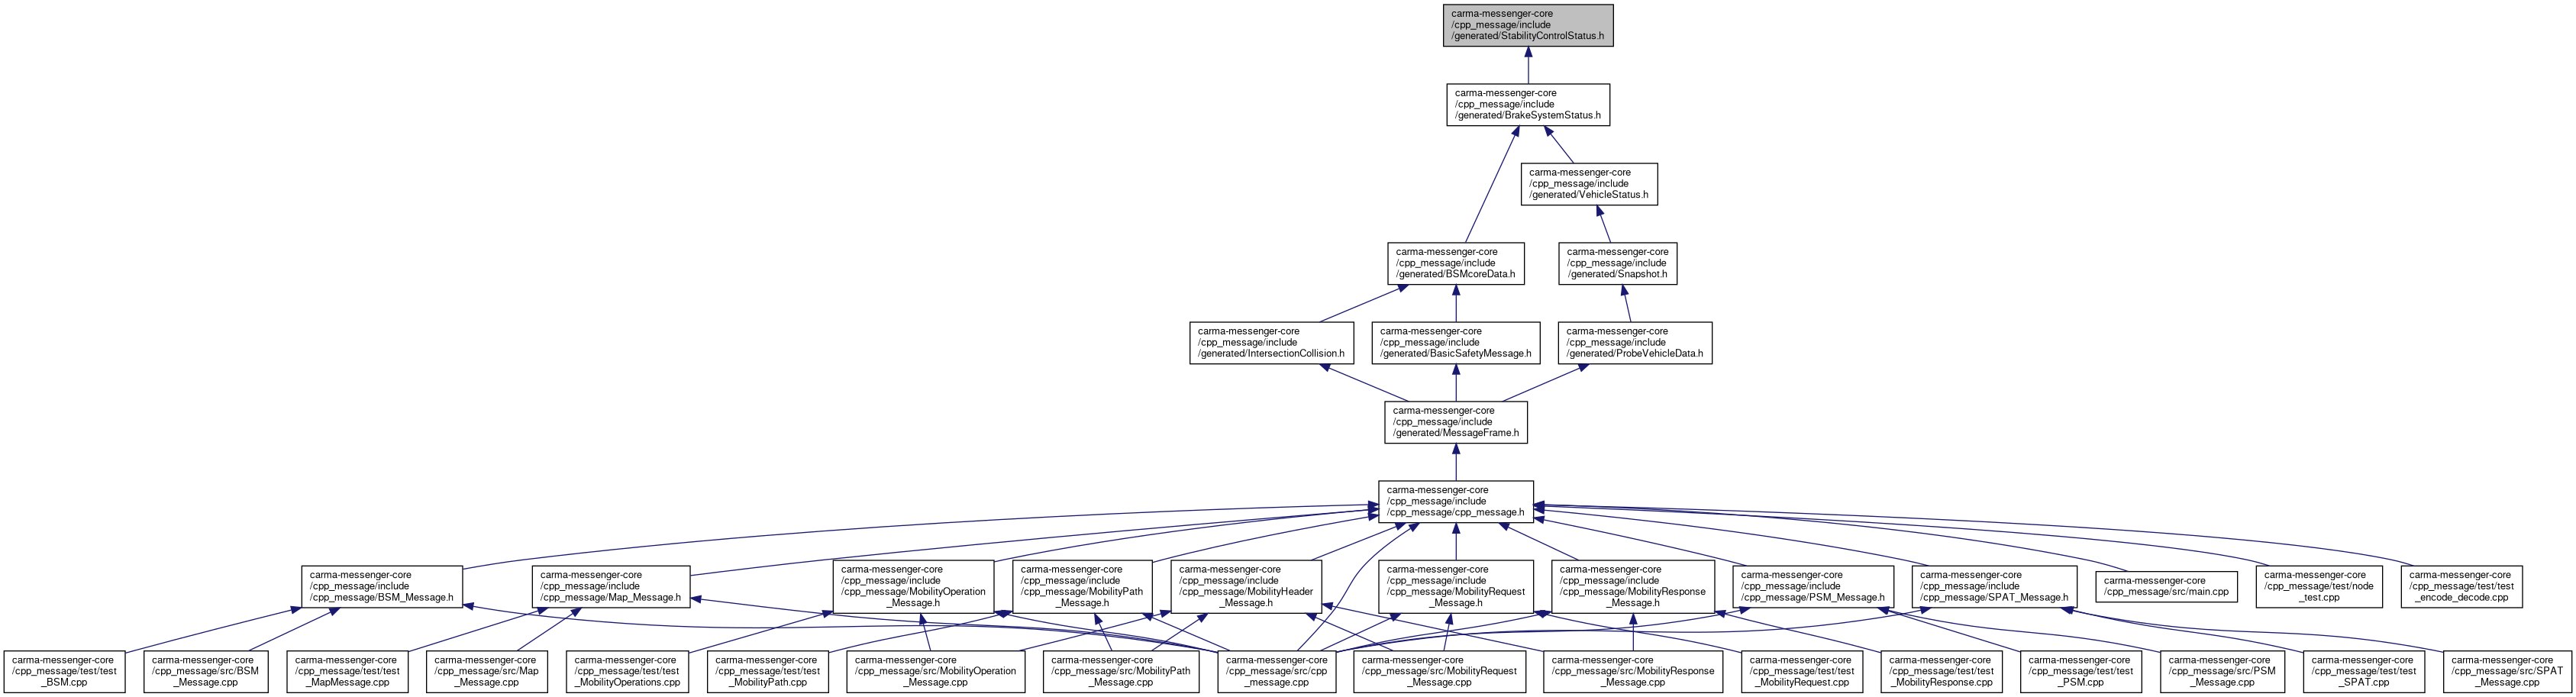 carma-messenger-core
/cpp_message/include
/generated/StabilityControlStatus.h
carma-messenger-core
/cpp_message/include
/generated/BrakeSystemStatus.h
carma-messenger-core
/cpp_message/include
/generated/VehicleStatus.h
carma-messenger-core
/cpp_message/include
/generated/BSMcoreData.h
carma-messenger-core
/cpp_message/include
/generated/Snapshot.h
carma-messenger-core
/cpp_message/include
/generated/IntersectionCollision.h
carma-messenger-core
/cpp_message/include
/generated/BasicSafetyMessage.h
carma-messenger-core
/cpp_message/include
/generated/ProbeVehicleData.h
carma-messenger-core
/cpp_message/include
/generated/MessageFrame.h
carma-messenger-core
/cpp_message/include
/cpp_message/cpp_message.h
carma-messenger-core
/cpp_message/include
/cpp_message/BSM_Message.h
carma-messenger-core
/cpp_message/include
/cpp_message/Map_Message.h
carma-messenger-core
/cpp_message/include
/cpp_message/MobilityOperation
_Message.h
carma-messenger-core
/cpp_message/include
/cpp_message/MobilityPath
_Message.h
carma-messenger-core
/cpp_message/include
/cpp_message/MobilityHeader
_Message.h
carma-messenger-core
/cpp_message/include
/cpp_message/MobilityRequest
_Message.h
carma-messenger-core
/cpp_message/include
/cpp_message/MobilityResponse
_Message.h
carma-messenger-core
/cpp_message/include
/cpp_message/PSM_Message.h
carma-messenger-core
/cpp_message/include
/cpp_message/SPAT_Message.h
carma-messenger-core
/cpp_message/src/main.cpp
carma-messenger-core
/cpp_message/test/node
_test.cpp
carma-messenger-core
/cpp_message/test/test
_encode_decode.cpp
carma-messenger-core
/cpp_message/test/test
_BSM.cpp
carma-messenger-core
/cpp_message/src/BSM
_Message.cpp
carma-messenger-core
/cpp_message/test/test
_MapMessage.cpp
carma-messenger-core
/cpp_message/src/Map
_Message.cpp
carma-messenger-core
/cpp_message/test/test
_MobilityOperations.cpp
carma-messenger-core
/cpp_message/test/test
_MobilityPath.cpp
carma-messenger-core
/cpp_message/src/MobilityOperation
_Message.cpp
carma-messenger-core
/cpp_message/src/MobilityPath
_Message.cpp
carma-messenger-core
/cpp_message/src/cpp
_message.cpp
carma-messenger-core
/cpp_message/src/MobilityRequest
_Message.cpp
carma-messenger-core
/cpp_message/src/MobilityResponse
_Message.cpp
carma-messenger-core
/cpp_message/test/test
_MobilityRequest.cpp
carma-messenger-core
/cpp_message/test/test
_MobilityResponse.cpp
carma-messenger-core
/cpp_message/test/test
_PSM.cpp
carma-messenger-core
/cpp_message/src/PSM
_Message.cpp
carma-messenger-core
/cpp_message/test/test
_SPAT.cpp
carma-messenger-core
/cpp_message/src/SPAT
_Message.cpp